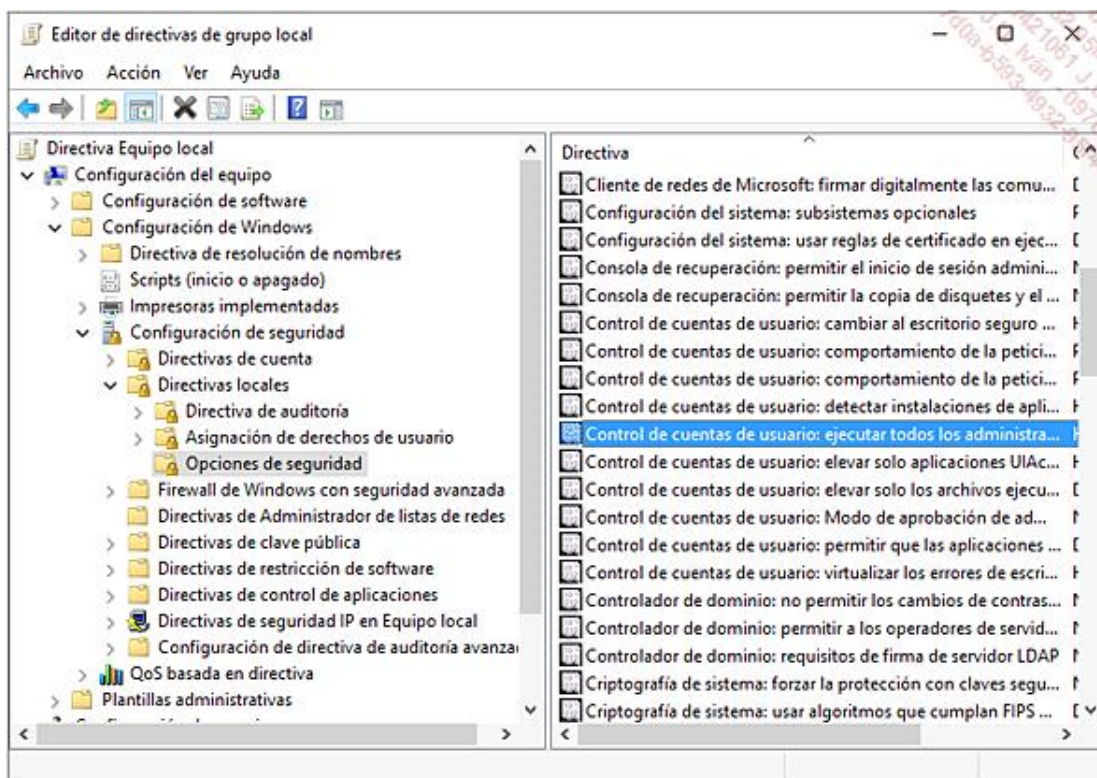 Editor de directivas de grupo local
Archivo Acción Ver Ayuda
Directiva Equipo local
Configuración del equipo
Configuración de software
Configuración de Windows
Directiva de resolución de nombres
Scripts (inicio o apagado)
Impresoras implementadas
Configuración de seguridad
Directivas de cuenta
Directivas locales
Directiva de auditoría
Asignación de derechos de usuario
Opciones de seguridad
Firewall de Windows con seguridad avanzada
Directivas de Administrador de listas de redes
Directivas de clave pública
Directivas de restricción de software
Directivas de control de aplicaciones
Directivas de seguridad IP en Equipo local
Configuración de directiva de auditoría avanza
QoS basada en directiva
Plantillas administrativas
Directiva
Cliente de redes de Microsoft: firmar digitalmente las comu...
Configuración del sistema: subsistemas opcionales
Configuración del sistema: usar reglas de certificado en ejec...
Consola de recuperación: permitir el inicio de sesión admini...
Consola de recuperación: permitir la copia de disquetes y el ...
Control de cuentas de usuario: cambiar al escritorio seguro ...
Control de cuentas de usuario: comportamiento de la petici...
Control de cuentas de usuario: comportamiento de la petici...
Control de cuentas de usuario: detectar instalaciones de apli...
Control de cuentas de usuario: ejecutar todos los administra...
Control de cuentas de usuario: elevar solo aplicaciones UIAc...
Control de cuentas de usuario: elevar solo los archivos ejecu...
Control de cuentas de usuario: Modo de aprobación de ad...
Control de cuentas de usuario: permitir que las aplicaciones ...
Control de cuentas de usuario: virtualizar los errores de escri...
Controlador de dominio: no permitir los cambios de contras...
Controlador de dominio: permitir a los operadores de servid...
Controlador de dominio: requisitos de firma de servidor LDAP
Criptografía de sistema: forzar la protección con claves segu...
Criptografía de sistema: usar algoritmos que cumplan FIPS ...